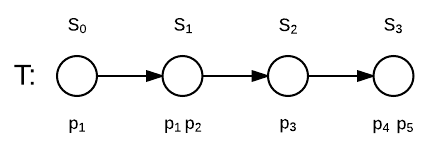 S₀ S₁ S₂ S₃
T:
p₁ p₁ p₂ p₃ p₄ p₅